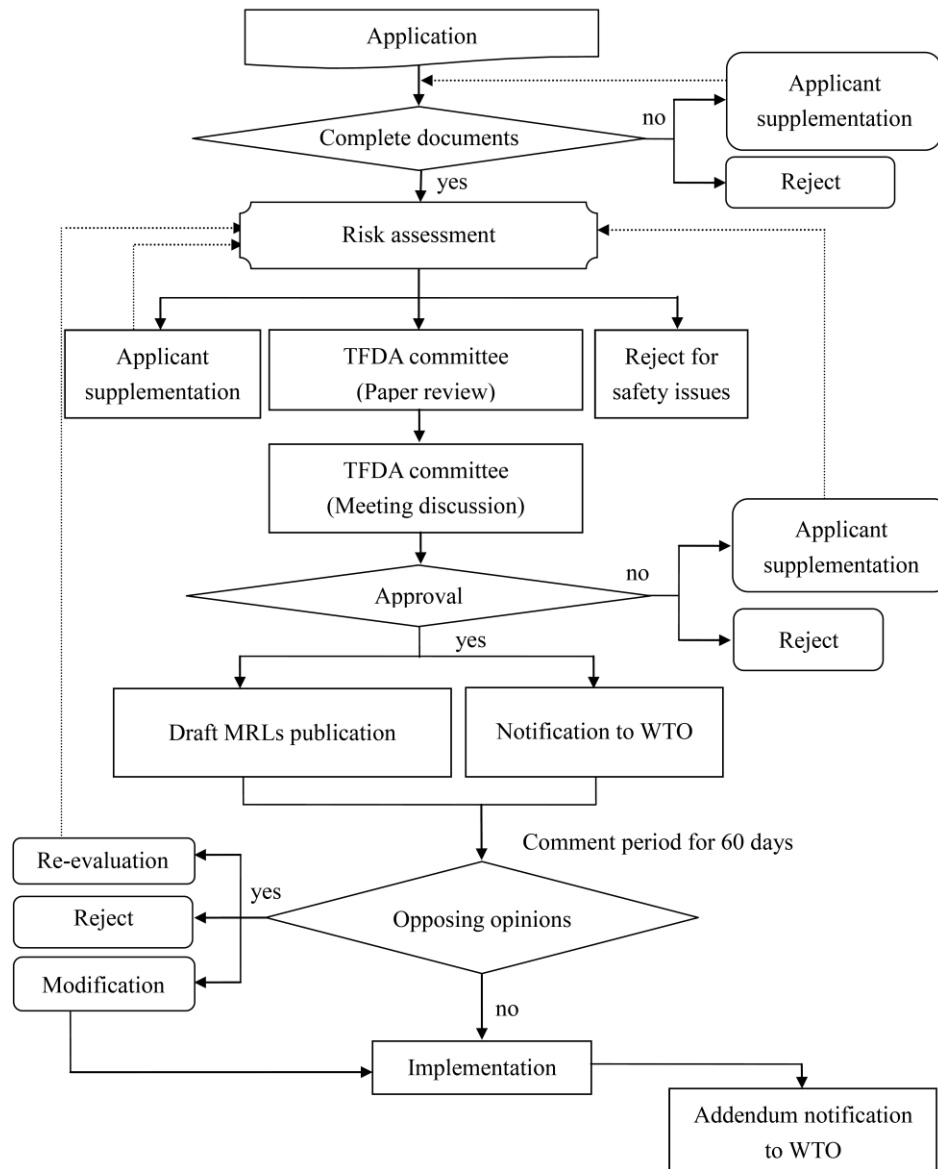 Application
Applicant
supplementation
no
Complete documents
Reject
yes
Risk assessment
Applicant
supplementation
TFDA committee
(Paper review)
Reject for
safety issues
TFDA committee
(Meeting discussion)
Applicant
supplementation
no
Approval
Reject
yes
Draft MRLs publication
Notification to WTO
Comment period for 60 days
Re-evaluation
yes
Reject
Opposing opinions
Modification
no
Implementation
Addendum notification
to WTO